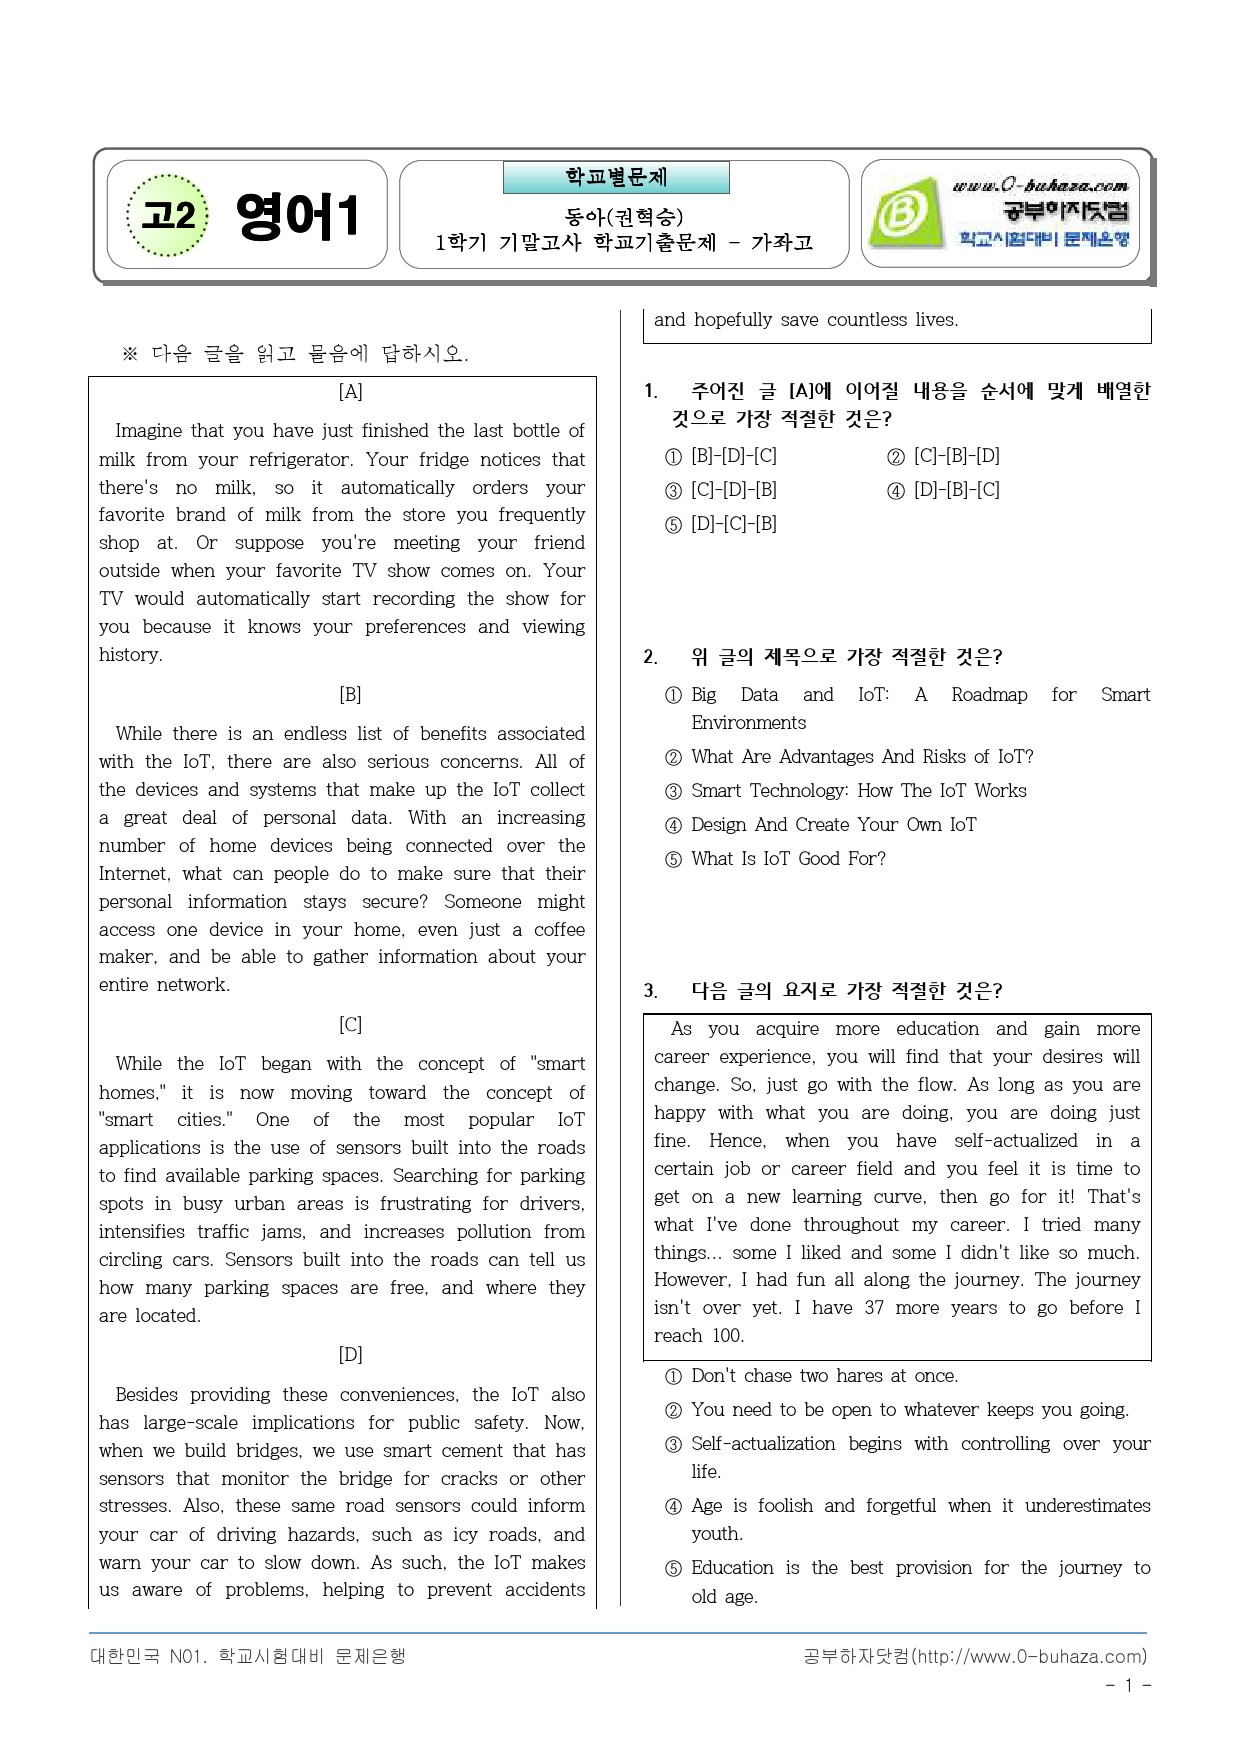 고2 영어1
학교별문제
동아(권혁승)
1학기 기말고사 학교기출문제 - 가좌고
www.0-buhaza.com
공부하자닷컴
학교시험대비 문제은행
※ 다음 글을 읽고 물음에 답하시오.
[A]
Imagine that you have just finished the last bottle of
milk from your refrigerator. Your fridge notices that
there's no milk, so it automatically orders your
favorite brand of milk from the store you frequently
shop at. Or suppose you're meeting your friend
outside when your favorite TV show comes on. Your
TV would automatically start recording the show for
you because it knows your preferences and viewing
history.
[B]
While there is an endless list of benefits associated
with the IoT, there are also serious concerns. All of
the devices and systems that make up the IoT collect
a great deal of personal data. With an increasing
number of home devices being connected over the
Internet, what can people do to make sure that their
personal information stays secure? Someone might
access one device in your home, even just a coffee
maker, and be able to gather information about your
entire network.
[C]
While the IoT began with the concept of "smart
homes," it is now moving toward the concept of
"smart cities." One of the most popular IoT
applications is the use of sensors built into the roads
to find available parking spaces. Searching for parking
spots in busy urban areas is frustrating for drivers,
intensifies traffic jams, and increases pollution from
circling cars. Sensors built into the roads can tell us
how many parking spaces are free, and where they
are located.
[D]
Besides providing these conveniences, the IoT also
has large-scale implications for public safety. Now,
when we build bridges, we use smart cement that has
sensors that monitor the bridge for cracks or other
stresses. Also, these same road sensors could inform
your car of driving hazards, such as icy roads, and
warn your car to slow down. As such, the IoT makes
us aware of problems, helping to prevent accidents
and hopefully save countless lives.
1. 주어진 글 [A]에 이어질 내용을 순서에 맞게 배열한
것으로 가장 적절한 것은?
① [B]-[D]-[C] ② [C]-[B]-[D]
③ [C]-[D]-[B] ④ [D]-[B]-[C]
⑤ [D]-[C]-[B]
2. 위 글의 제목으로 가장 적절한 것은?
① Big Data and IoT: A Roadmap for Smart
Environments
② What Are Advantages And Risks of IoT?
③ Smart Technology: How The IoT Works
④ Design And Create Your Own IoT
⑤ What Is IoT Good For?
3. 다음 글의 요지로 가장 적절한 것은?
As you acquire more education and gain more
career experience, you will find that your desires will
change. So, just go with the flow. As long as you are
happy with what you are doing, you are doing just
fine. Hence, when you have self-actualized in a
certain job or career field and you feel it is time to
get on a new learning curve, then go for it! That's
what I've done throughout my career. I tried many
things... some I liked and some I didn't like so much.
However, I had fun all along the journey. The journey
isn't over yet. I have 37 more years to go before I
reach 100.
① Don't chase two hares at once.
② You need to be open to whatever keeps you going.
③ Self-actualization begins with controlling over your
life.
④ Age is foolish and forgetful when it underestimates
youth.
⑤ Education is the best provision for the journey to
old age.
대한민국 N01. 학교시험대비 문제은행
공부하자닷컴(http://www.0-buhaza.com)
- 1 -